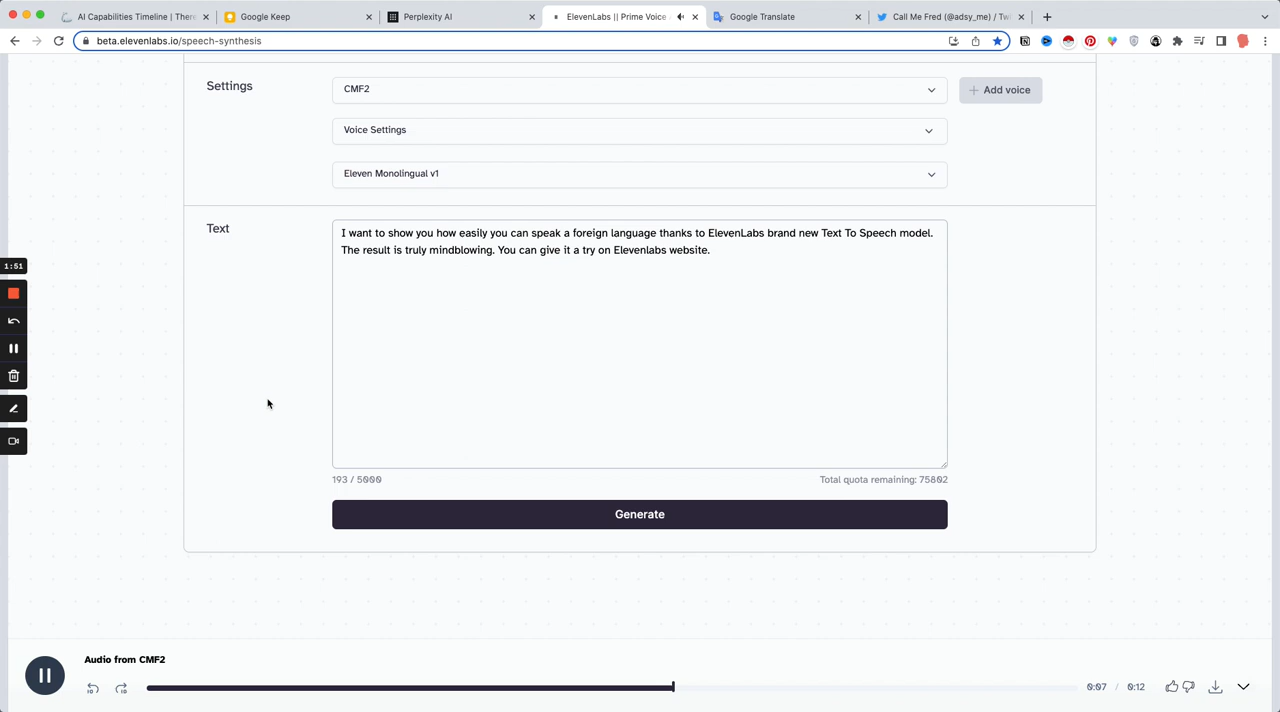 AI Capabilities Timeline | Ther
Google Keep
Perplexity AI
ElevenLabs || Prime Voice
Google Translate
Call Me Fred (@adsy_me) / Tw
beta.elevenlabs.io/speech-synthesis
Settings
CMF2
Add voice
Voice Settings
Eleven Monolingual v1
Text
I want to show you how easily you can speak a foreign language thanks to ElevenLabs brand new Text To Speech model.
The result is truly mindblowing. You can give it a try on Elevenlabs website.
1:51
193 / 5000
Total quota remaining: 75802
Generate
Audio from CMF2
10
10
0:07 / 0:12